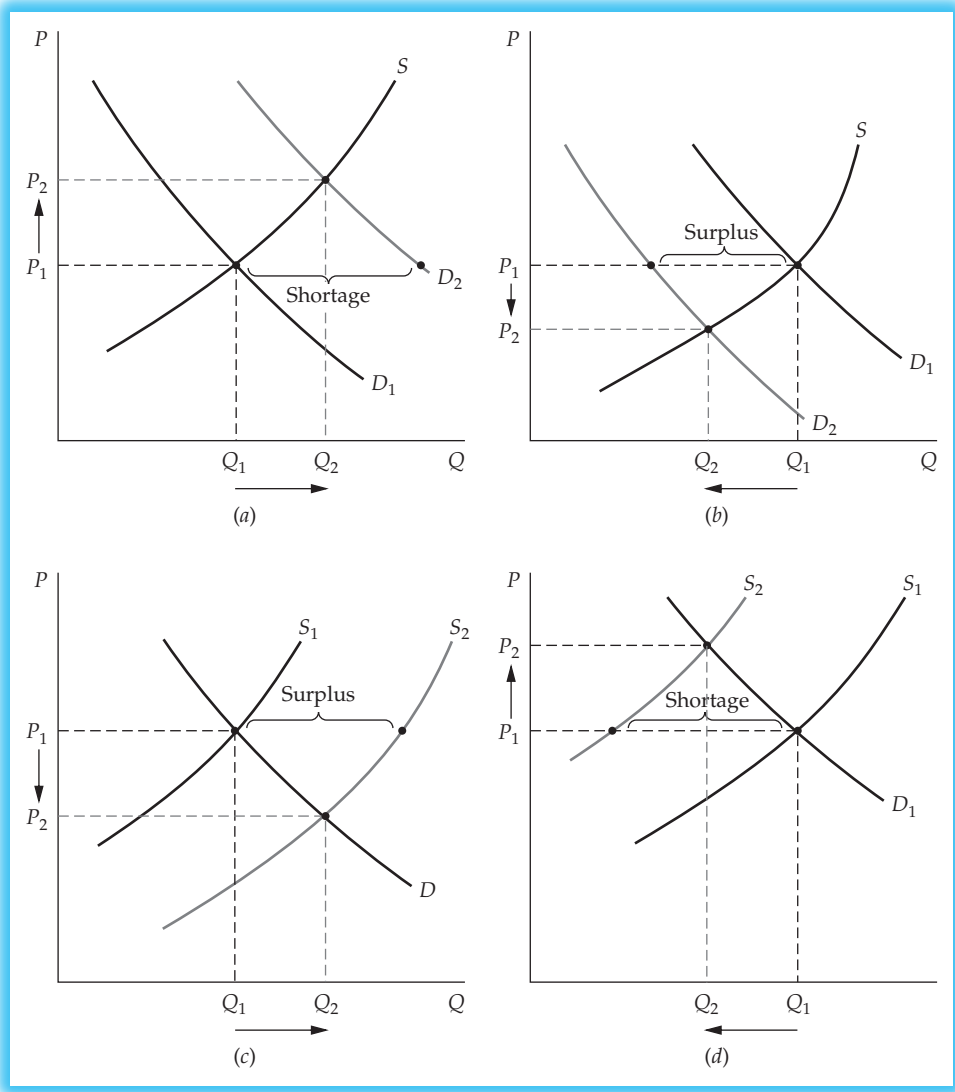 P
S
P₂
P₁
D₂
Shortage
D₁
Q₁ Q₂ Q
(a)
P
S
Surplus
P₁
P₂
D₁
D₂
Q₂ Q₁ Q
(b)
P
S₁ S₂
Surplus
P₁
P₂
D
Q₁ Q₂ Q
(c)
P
S₂ S₁
P₂
Shortage
P₁
D₁
Q₂ Q₁
(d)